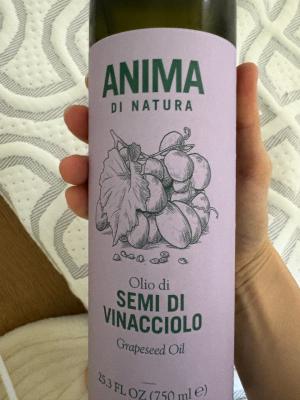 ANIMA
DI NATURA
Olio di
SEMI DI
VINACCIOLO
Grapeseed Oil
25.3 FL OZ (750 ml ℮)